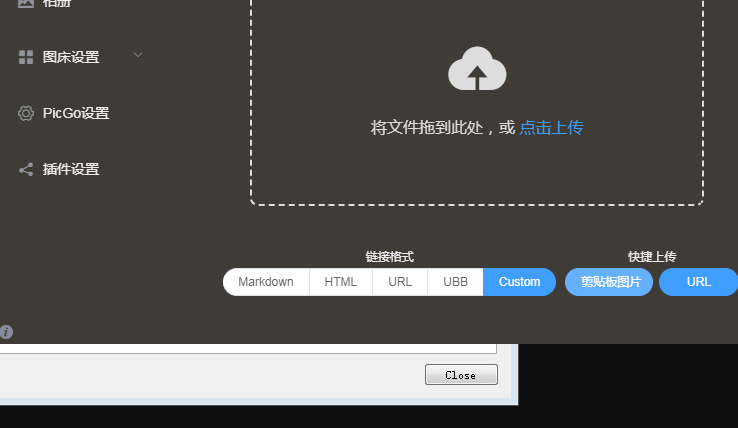 相册
图床设置
PicGo设置
插件设置
将文件拖到此处，或 点击上传
链接格式
快捷上传
Markdown HTML URL UBB Custom 剪贴板图片 URL
Close